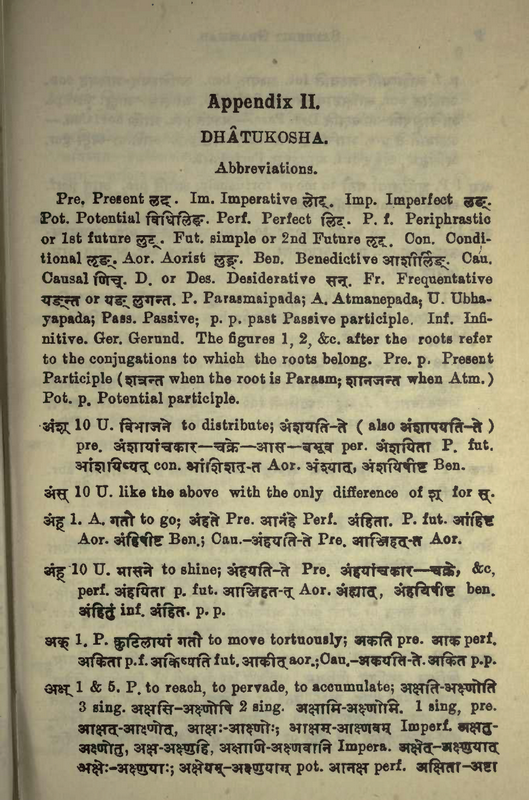 Appendix II.
DHÂTUKOSHA.
Abbreviations.
Pre. Present लट्. Im. Imperative लोट्. Imp. Imperfect लङ्.
Pot. Potential विधिलिङ्. Perf. Perfect लिट्. P. f. Periphrastic
or 1st future लुट्. Fut. simple or 2nd Future लृट्. Con. Condi-
tional लृङ्. Aor. Aorist लुङ्. Ben. Benedictive आशीर्लिङ्. Cau.
Causal णिच्. D. or Des. Desiderative सन्. Fr. Frequentative
यङन्त or यङ् लुगन्त. P. Parasmaipada; A. Atmanepada; U. Ubha-
yapada; Pass. Passive; p. p. past Passive participle. Inf. Infi-
nitive. Ger. Gerund. The figures 1, 2, &c. after the roots refer
to the conjugations to which the roots belong. Pre. p. Present
Participle ( शत्रन्त when the root is Parasm; शानजन्त when Atm. )
Pot. p. Potential participle.
अंश् 10 U. विभाजने to distribute; अंशयति-ते ( also अंशापयति-ते )
pre. अंशायांचकार—चक्रे—आस—बभूव per. अंशयिता P. fut.
आंशयिष्यत् con. आंशिशत्-त Aor. अंश्यात्, अंशयिषीष्ट Ben.
अंस् 10 U. like the above with the only difference of श् for स्.
अंह् 1. A. गतौ to go; अंहते Pre. आनंहे Perf. अंहिता. P. fut. आंहिष्ट
Aor. अंहिषीष्ट Ben.; Cau.-अंहयति-ते Pre. आञ्जिहत्-त Aor.
अंह् 10 U. भासने to shine; अंहयति-ते Pre. अंहयांचकार—चक्रे, &c,
perf. अंहयिता p. fut. आञ्जिहत-त् Aor. अंह्यात्, अंहयिषीष्ट ben.
अंहितुं inf. अंहित. p. p.
अक् 1. P. कुटिलायां गतौ to move tortuously; अकति pre. आक perf.
अकिता p.f. अकिष्यति fut. आकीत् aor.;Cau.-अकयति-ते. अकित p.p.
अक्ष् 1 & 5. P. to reach, to pervade, to accumulate; अक्षति-अक्ष्णोति
3 sing. अक्षसि-अक्ष्णोषि 2 sing. अक्षामि-अक्ष्णोमि. 1 sing, pre.
आक्षत्-आक्ष्णोत्, आक्षः-आक्ष्णोः; आक्षम्-आक्ष्णवम् Imperf. अक्षतु-
अक्ष्णोतु, अक्ष-अक्ष्णुहि, अक्षाणि-अक्ष्णवानि Impera. अक्षेत्-अक्ष्णुयात्
अक्षेः-अक्ष्णुयाः; अक्षेयम्-अक्ष्णुयाम् pot. आनक्ष perf. अक्षिता-अष्टा